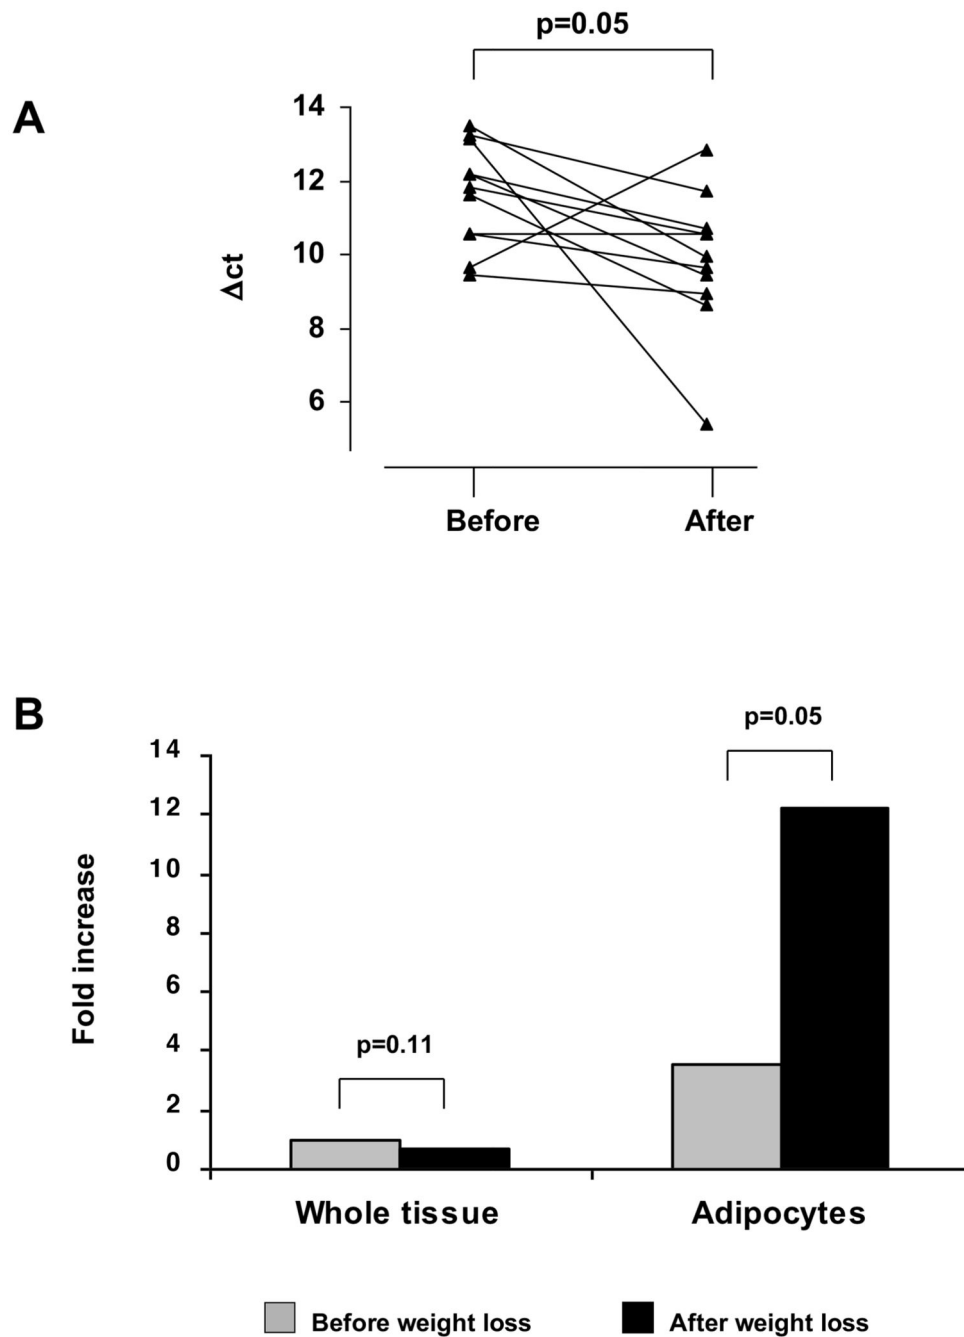 A
p=0.05
14
12
10
8
6
Δct
Before After
B
p=0.05
14
12
10
8
6
4
2
0
Fold increase
p=0.11
Whole tissue Adipocytes
Before weight loss After weight loss